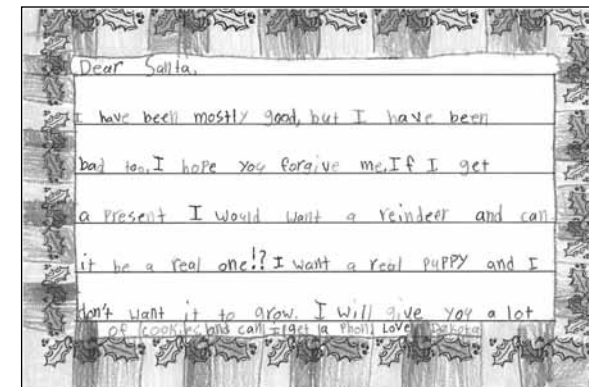 Dear Santa,
I have been mostly good, but I have been
bad too. I hope you forgive me. If I get
a present I would want a reindeer and can
it be a real one!? I want a real puppy and I
don't want it to grow. I will give you a lot
of cookies and can I get a phon Love Dakota